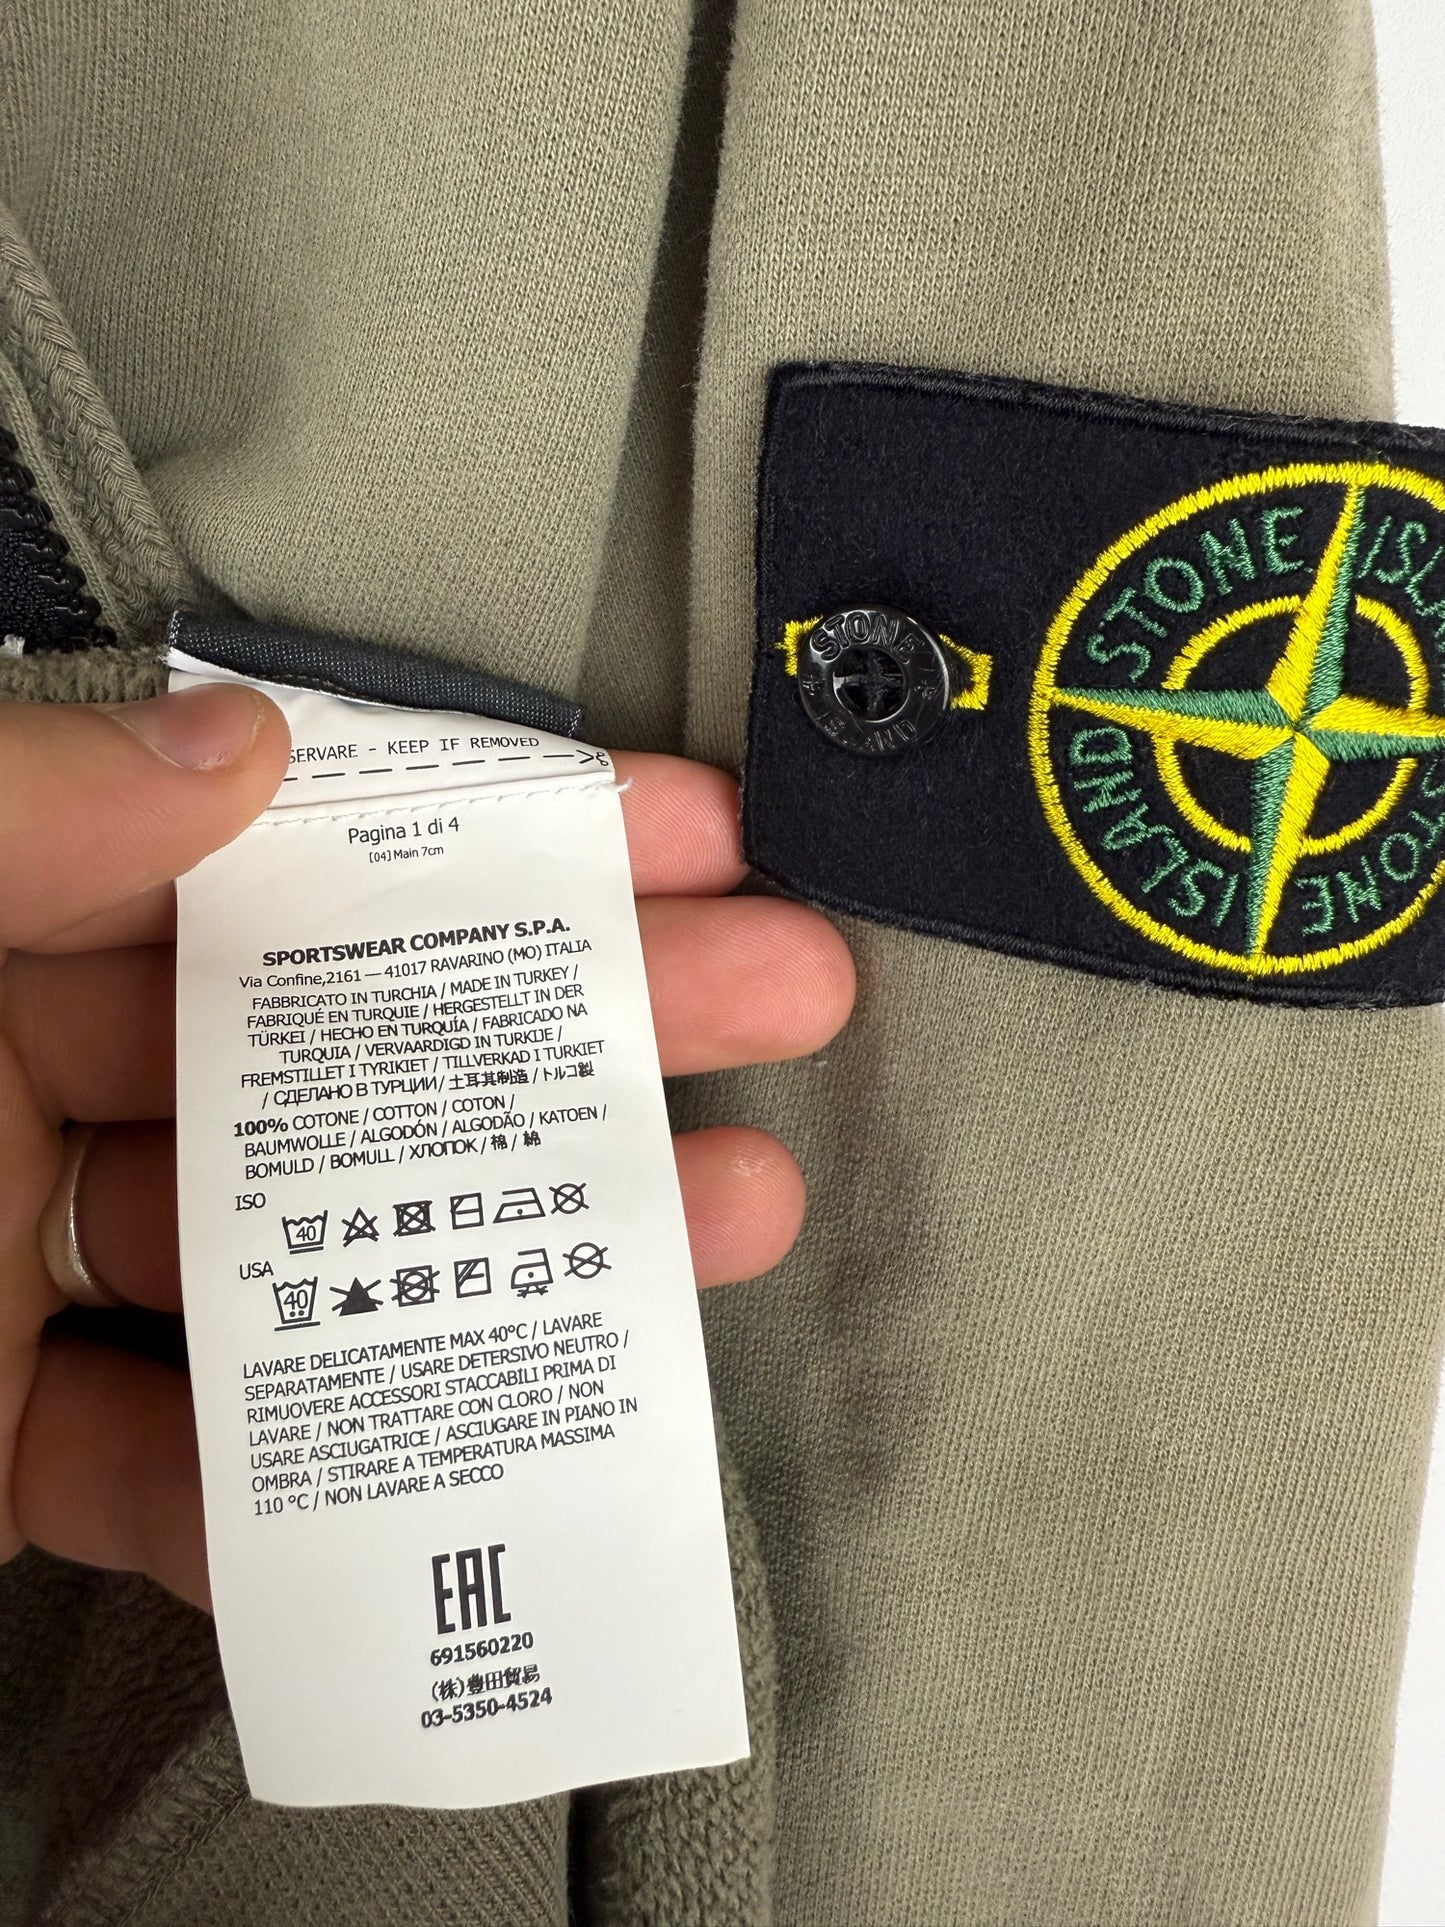 SERVARE - KEEP IF REMOVED
Pagina 1 di 4
[04] Main 7cm
SPORTSWEAR COMPANY S.P.A.
Via Confine,2161 — 41017 RAVARINO (MO) ITALIA
FABBRICATO IN TURCHIA / MADE IN TURKEY /
FABRIQUÉ EN TURQUIE / HERGESTELLT IN DER
TÜRKEI / HECHO EN TURQUÍA / FABRICADO NA
TURQUIA / VERVAARDIGD IN TURKIJE /
FREMSTILLET I TYRKIET / TILLVERKAD I TURKIET
/ СДЕЛАНО В ТУРЦИИ / 土耳其制造 / トルコ製
100% COTONE / COTTON / COTON /
BAUMWOLLE / ALGODÓN / ALGODÃO / KATOEN /
BOMULD / BOMULL / ХЛОПОК / 棉 / 綿
ISO
40
USA
40
LAVARE DELICATAMENTE MAX 40°C / LAVARE
SEPARATAMENTE / USARE DETERSIVO NEUTRO /
RIMUOVERE ACCESSORI STACCABILI PRIMA DI
LAVARE / NON TRATTARE CON CLORO / NON
USARE ASCIUGATRICE / ASCIUGARE IN PIANO IN
OMBRA / STIRARE A TEMPERATURA MASSIMA
110 °C / NON LAVARE A SECCO
EAC
691560220
(株)豊田貿易
03-5350-4524
STONE
ISLAND
STONE
ISLA
STONE
ISLAND